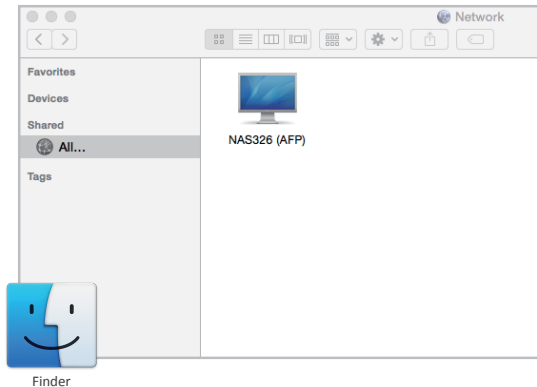 Network
Favorites
Devices
Shared
All...
Tags
NAS326 (AFP)
Finder